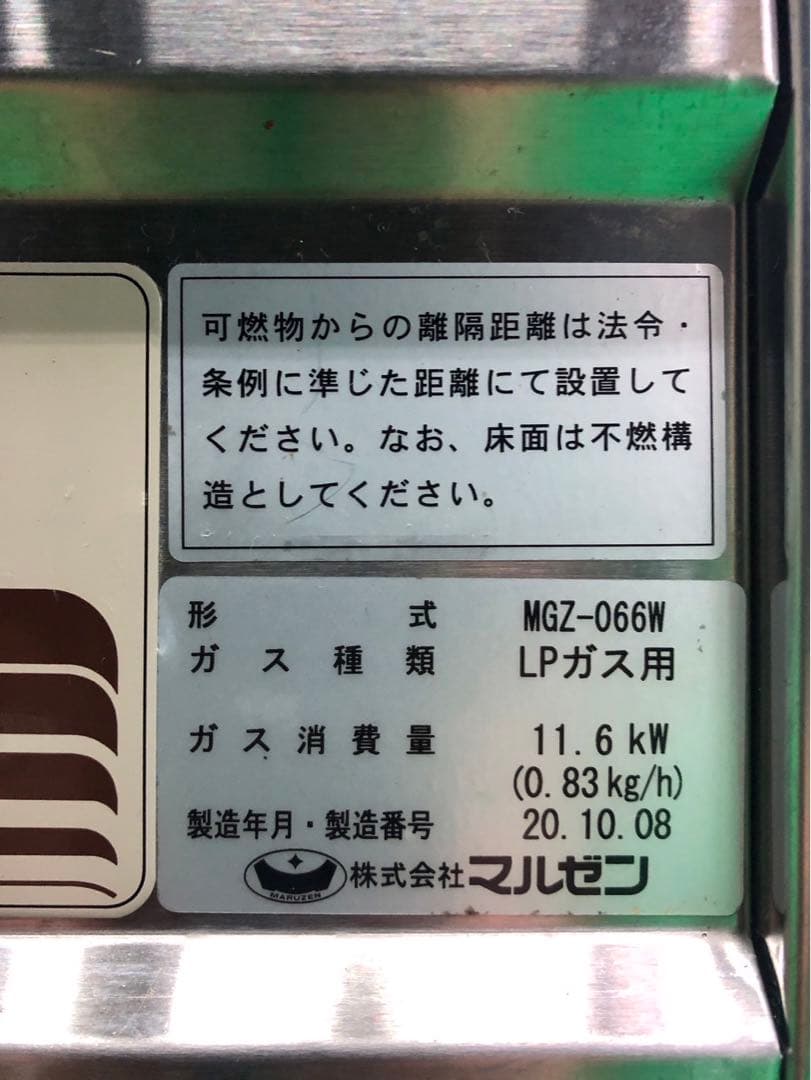 可燃物からの離隔距離は法令・
条例に準じた距離にて設置して
ください。なお、床面は不燃構
造としてください。
形式 MGZ-066W
ガス種類 LPガス用
ガス消費量 11.6 kW
(0.83 kg/h)
製造年月・製造番号 20.10.08
MARUZEN 株式会社マルゼン